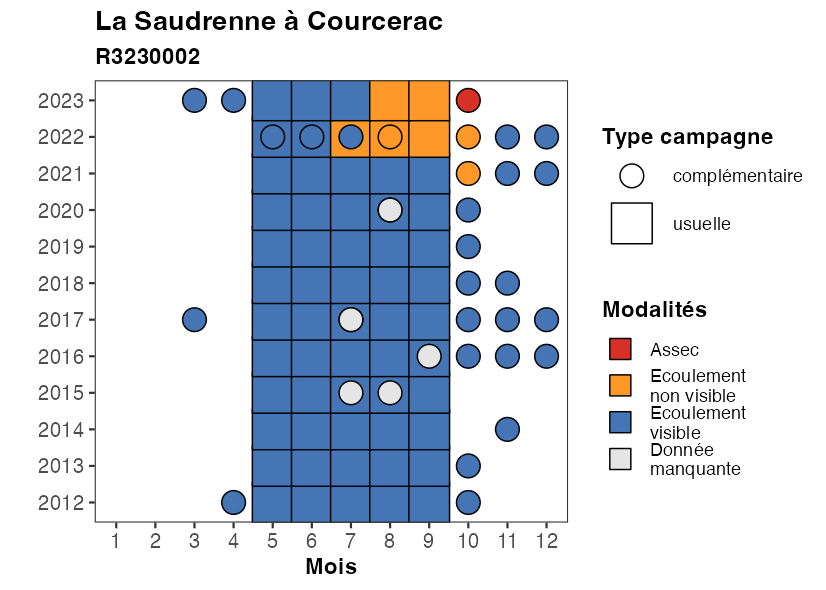 La Saudrenne à Courcerac
R3230002
2023
2022
2021
2020
2019
2018
2017
2016
2015
2014
2013
2012
1 2 3 4 5 6 7 8 9 10 11 12
Mois
Type campagne
complémentaire
usuelle
Modalités
Assec
Ecoulement
non visible
Ecoulement
visible
Donnée
manquante